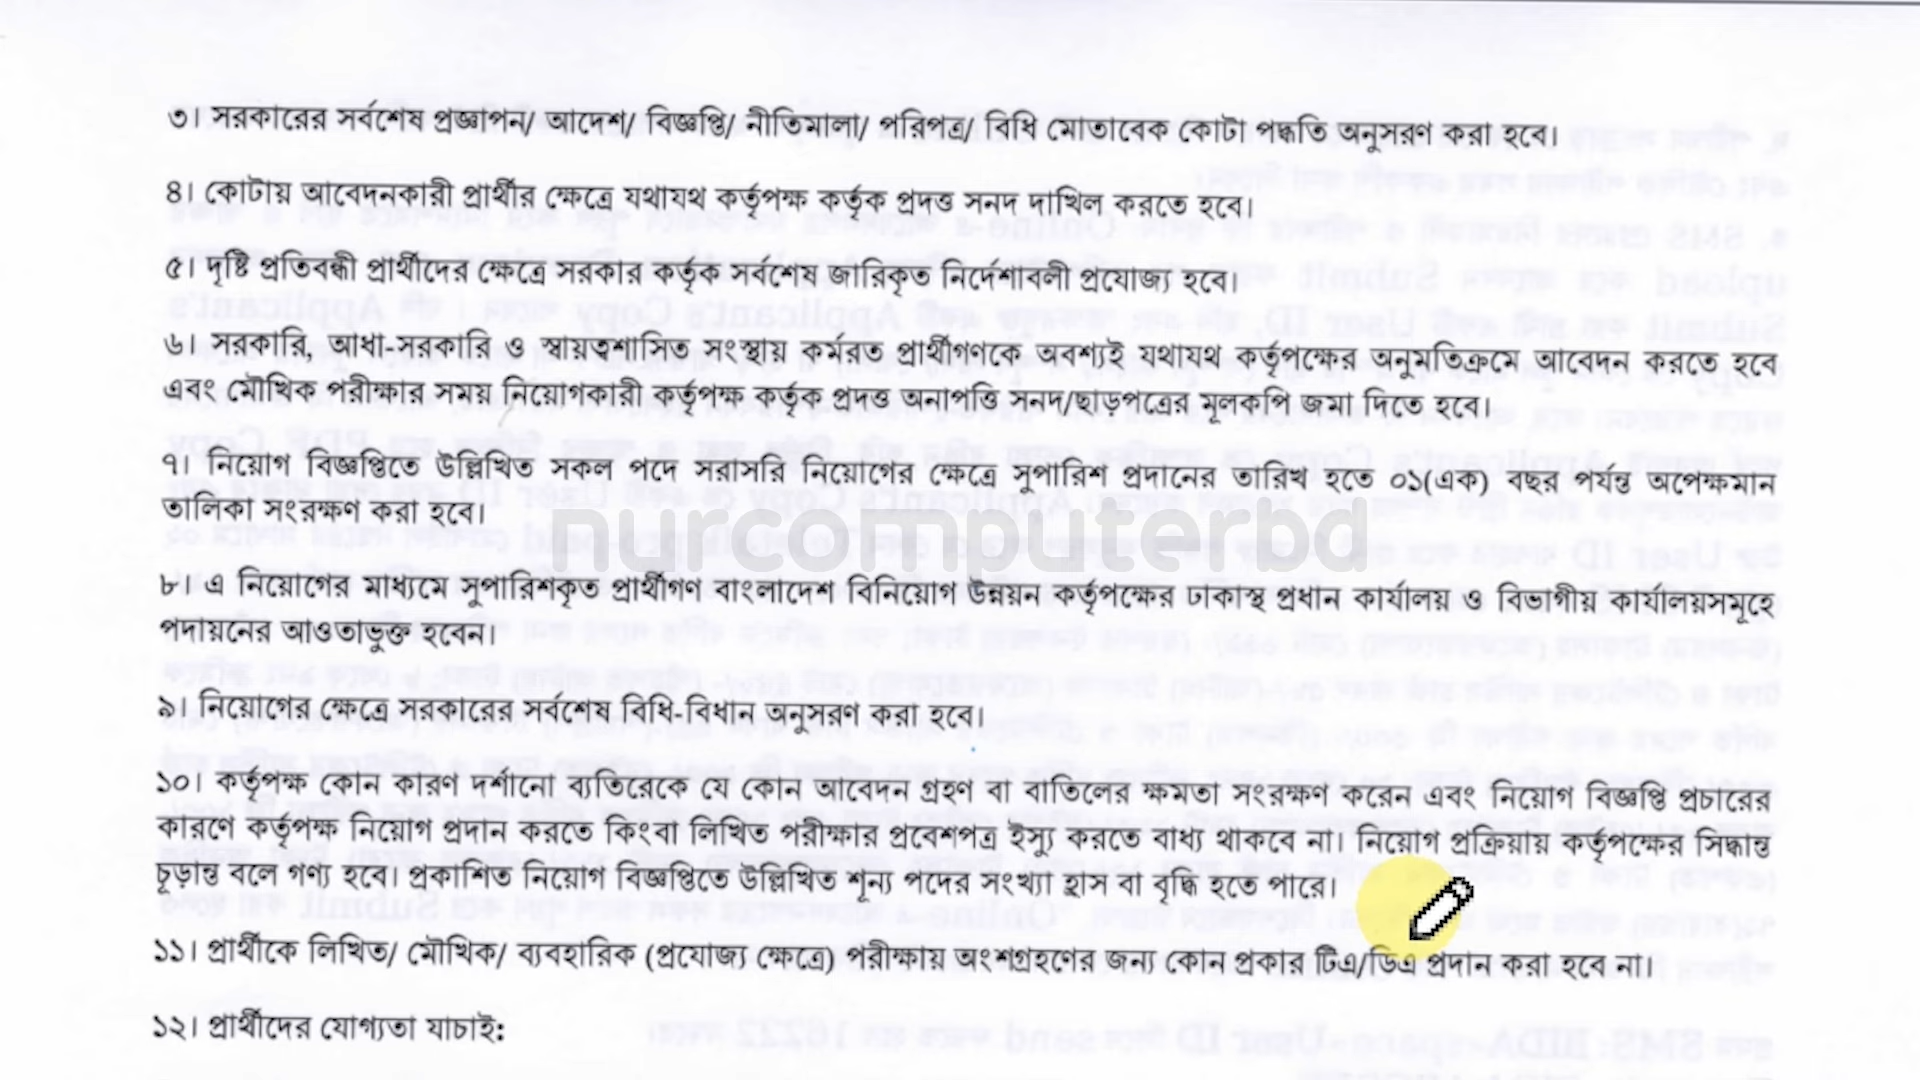 ৩। সরকারের সর্বশেষ প্রজ্ঞাপন/ আদেশ/ বিজ্ঞপ্তি/ নীতিমালা/ পরিপত্র/ বিধি মোতাবেক কোটা পদ্ধতি অনুসরণ করা হবে।
৪। কোটায় আবেদনকারী প্রার্থীর ক্ষেত্রে যথাযথ কর্তৃপক্ষ কর্তৃক প্রদত্ত সনদ দাখিল করতে হবে।
৫। দৃষ্টি প্রতিবন্ধী প্রার্থীদের ক্ষেত্রে সরকার কর্তৃক সর্বশেষ জারিকৃত নির্দেশাবলী প্রযোজ্য হবে।
৬। সরকারি, আধা-সরকারি ও স্বায়ত্বশাসিত সংস্থায় কর্মরত প্রার্থীগণকে অবশ্যই যথাযথ কর্তৃপক্ষের অনুমতিক্রমে আবেদন করতে হবে
এবং মৌখিক পরীক্ষার সময় নিয়োগকারী কর্তৃপক্ষ কর্তৃক প্রদত্ত অনাপত্তি সনদ/ছাড়পত্রের মূলকপি জমা দিতে হবে।
৭। নিয়োগ বিজ্ঞপ্তিতে উল্লিখিত সকল পদে সরাসরি নিয়োগের ক্ষেত্রে সুপারিশ প্রদানের তারিখ হতে ০১(এক) বছর পর্যন্ত অপেক্ষমান
তালিকা সংরক্ষণ করা হবে।
nurcomputerbd
৮। এ নিয়োগের মাধ্যমে সুপারিশকৃত প্রার্থীগণ বাংলাদেশ বিনিয়োগ উন্নয়ন কর্তৃপক্ষের ঢাকাস্থ প্রধান কার্যালয় ও বিভাগীয় কার্যালয়সমূহে
পদায়নের আওতাভুক্ত হবেন।
৯। নিয়োগের ক্ষেত্রে সরকারের সর্বশেষ বিধি-বিধান অনুসরণ করা হবে।
১০। কর্তৃপক্ষ কোন কারণ দর্শানো ব্যতিরেকে যে কোন আবেদন গ্রহণ বা বাতিলের ক্ষমতা সংরক্ষণ করেন এবং নিয়োগ বিজ্ঞপ্তি প্রচারের
কারণে কর্তৃপক্ষ নিয়োগ প্রদান করতে কিংবা লিখিত পরীক্ষার প্রবেশপত্র ইস্যু করতে বাধ্য থাকবে না। নিয়োগ প্রক্রিয়ায় কর্তৃপক্ষের সিদ্ধান্ত
চূড়ান্ত বলে গণ্য হবে। প্রকাশিত নিয়োগ বিজ্ঞপ্তিতে উল্লিখিত শূন্য পদের সংখ্যা হ্রাস বা বৃদ্ধি হতে পারে।
১১। প্রার্থীকে লিখিত/ মৌখিক/ ব্যবহারিক (প্রযোজ্য ক্ষেত্রে) পরীক্ষায় অংশগ্রহণের জন্য কোন প্রকার টিএ/ডিএ প্রদান করা হবে না।
১২। প্রার্থীদের যোগ্যতা যাচাই: